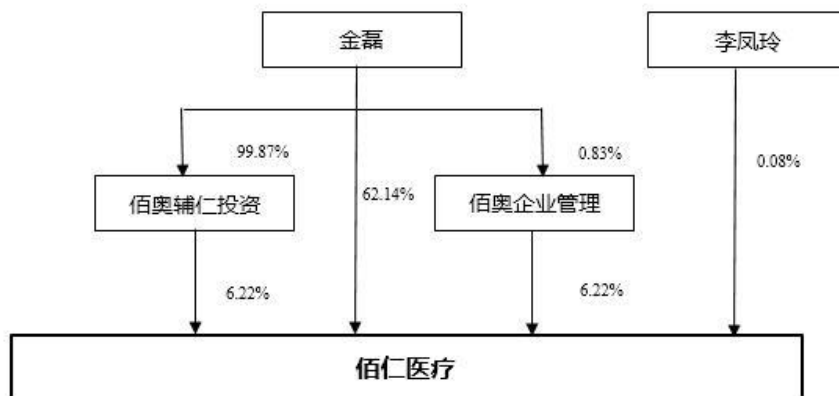 金磊
李凤玲
99.87%
0.83%
0.08%
佰奥辅仁投资
62.14%
佰奥企业管理
6.22%
6.22%
佰仁医疗